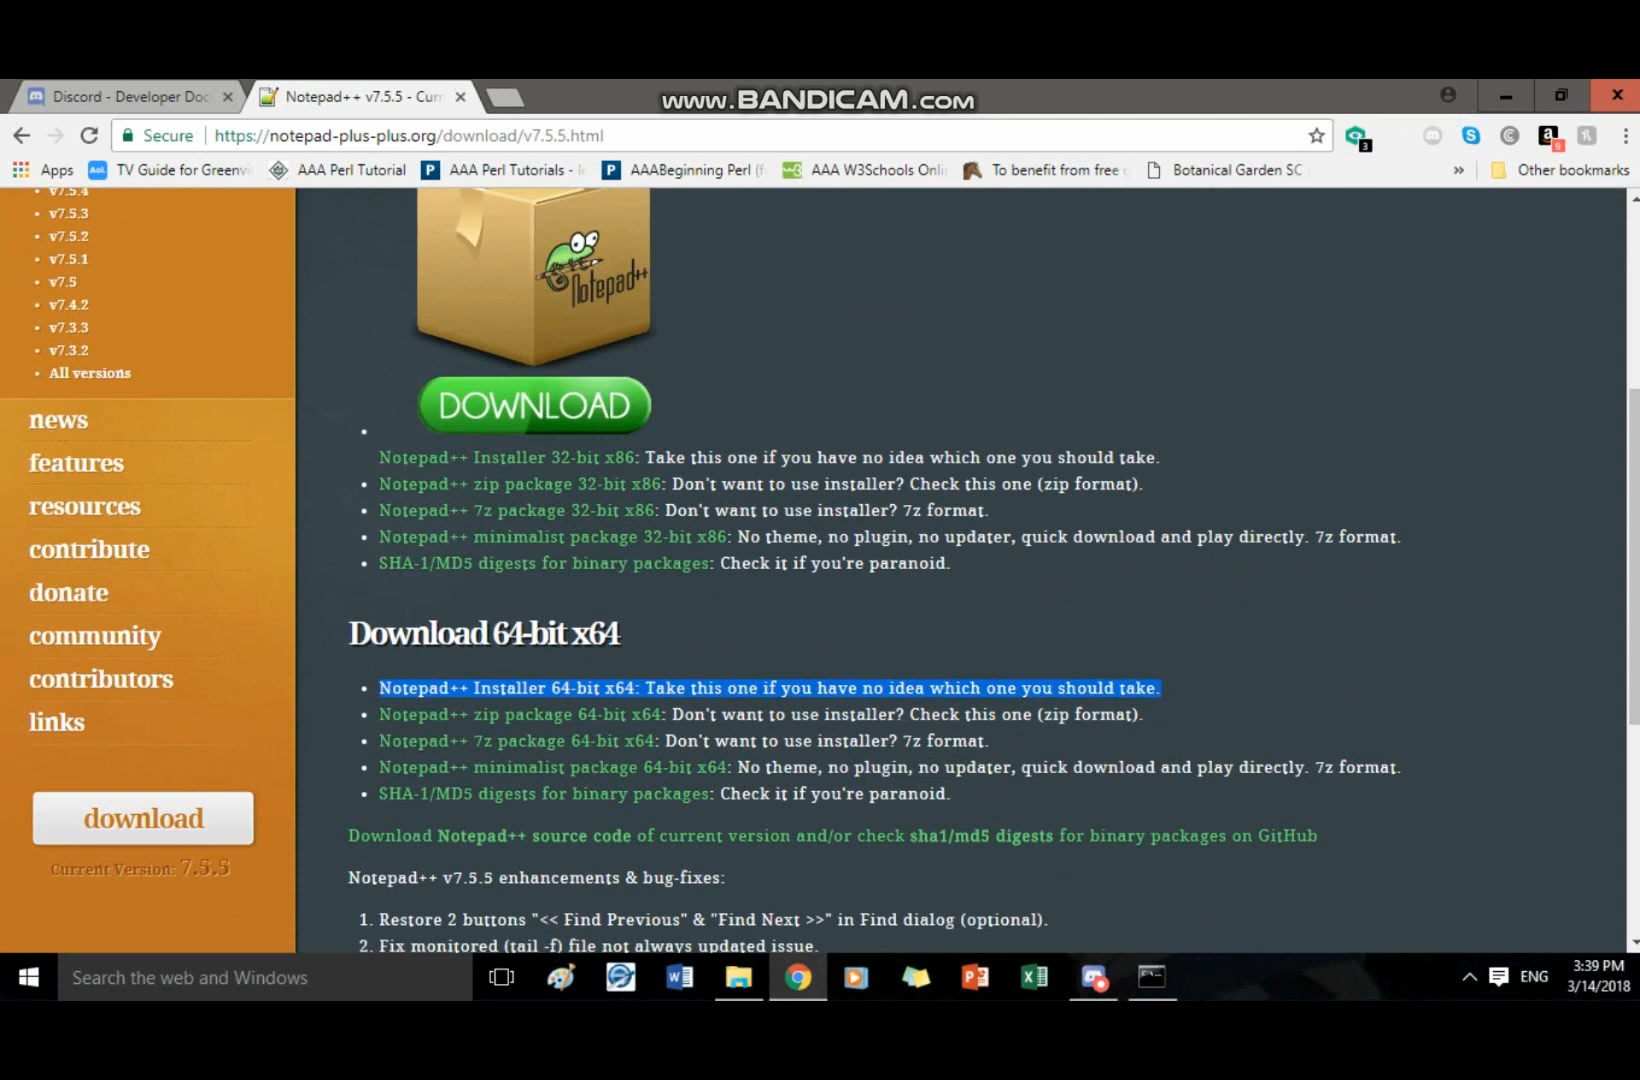 www.BANDICAM.com
Discord - Developer Doc
Notepad++ v7.5.5 - Curr
Secure
https://notepad-plus-plus.org/download/v7.5.5.html
3
9
Apps
Aol.
TV Guide for Greenvi
AAA Perl Tutorial
AAA Perl Tutorials - le
AAABeginning Perl (f
AAA W3Schools Onli
To benefit from free
Botanical Garden SC
»
Other bookmarks
• v7.5.4
• v7.5.3
• v7.5.2
• v7.5.1
• v7.5
• v7.4.2
• v7.3.3
• v7.3.2
• All versions
news
features
resources
contribute
donate
community
contributors
links
download
Current Version: 7.5.5
Notepad++
DOWNLOAD
• Notepad++ Installer 32-bit x86: Take this one if you have no idea which one you should take.
• Notepad++ zip package 32-bit x86: Don't want to use installer? Check this one (zip format).
• Notepad++ 7z package 32-bit x86: Don't want to use installer? 7z format.
• Notepad++ minimalist package 32-bit x86: No theme, no plugin, no updater, quick download and play directly. 7z format.
• SHA-1/MD5 digests for binary packages: Check it if you're paranoid.
Download 64-bit x64
• Notepad++ Installer 64-bit x64: Take this one if you have no idea which one you should take.
• Notepad++ zip package 64-bit x64: Don't want to use installer? Check this one (zip format).
• Notepad++ 7z package 64-bit x64: Don't want to use installer? 7z format.
• Notepad++ minimalist package 64-bit x64: No theme, no plugin, no updater, quick download and play directly. 7z format.
• SHA-1/MD5 digests for binary packages: Check it if you're paranoid.
Download Notepad++ source code of current version and/or check sha1/md5 digests for binary packages on GitHub
Notepad++ v7.5.5 enhancements & bug-fixes:
1. Restore 2 buttons "<< Find Previous" & "Find Next >>" in Find dialog (optional).
2. Fix monitored (tail -f) file not always updated issue.
Search the web and Windows
ENG
3:39 PM
3/14/2018